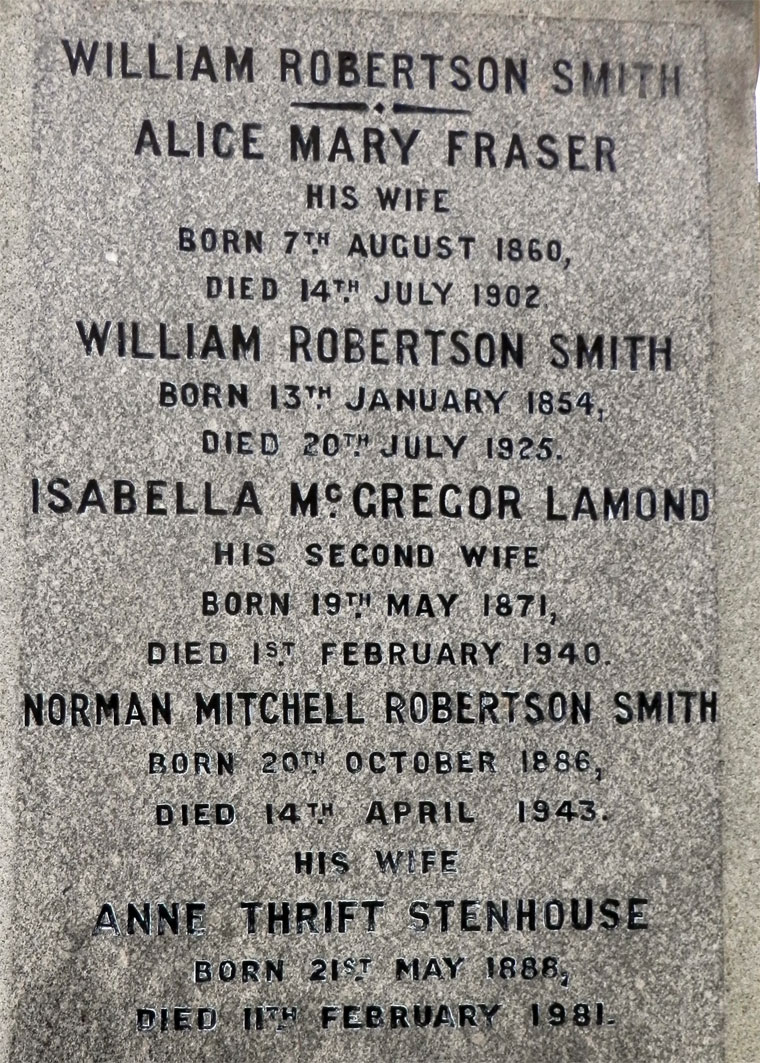 WILLIAM ROBERTSON SMITH
ALICE MARY FRASER
HIS WIFE
BORN 7TH AUGUST 1860,
DIED 14TH JULY 1902.
WILLIAM ROBERTSON SMITH
BORN 13TH JANUARY 1854,
DIED 20TH JULY 1925.
ISABELLA McGREGOR LAMOND
HIS SECOND WIFE
BORN 19TH MAY 1871,
DIED 1ST FEBRUARY 1940.
NORMAN MITCHELL ROBERTSON SMITH
BORN 20TH OCTOBER 1886,
DIED 14TH APRIL 1943.
HIS WIFE
ANNE THRIFT STENHOUSE
BORN 21ST MAY 1888,
DIED 11TH FEBRUARY 1981.